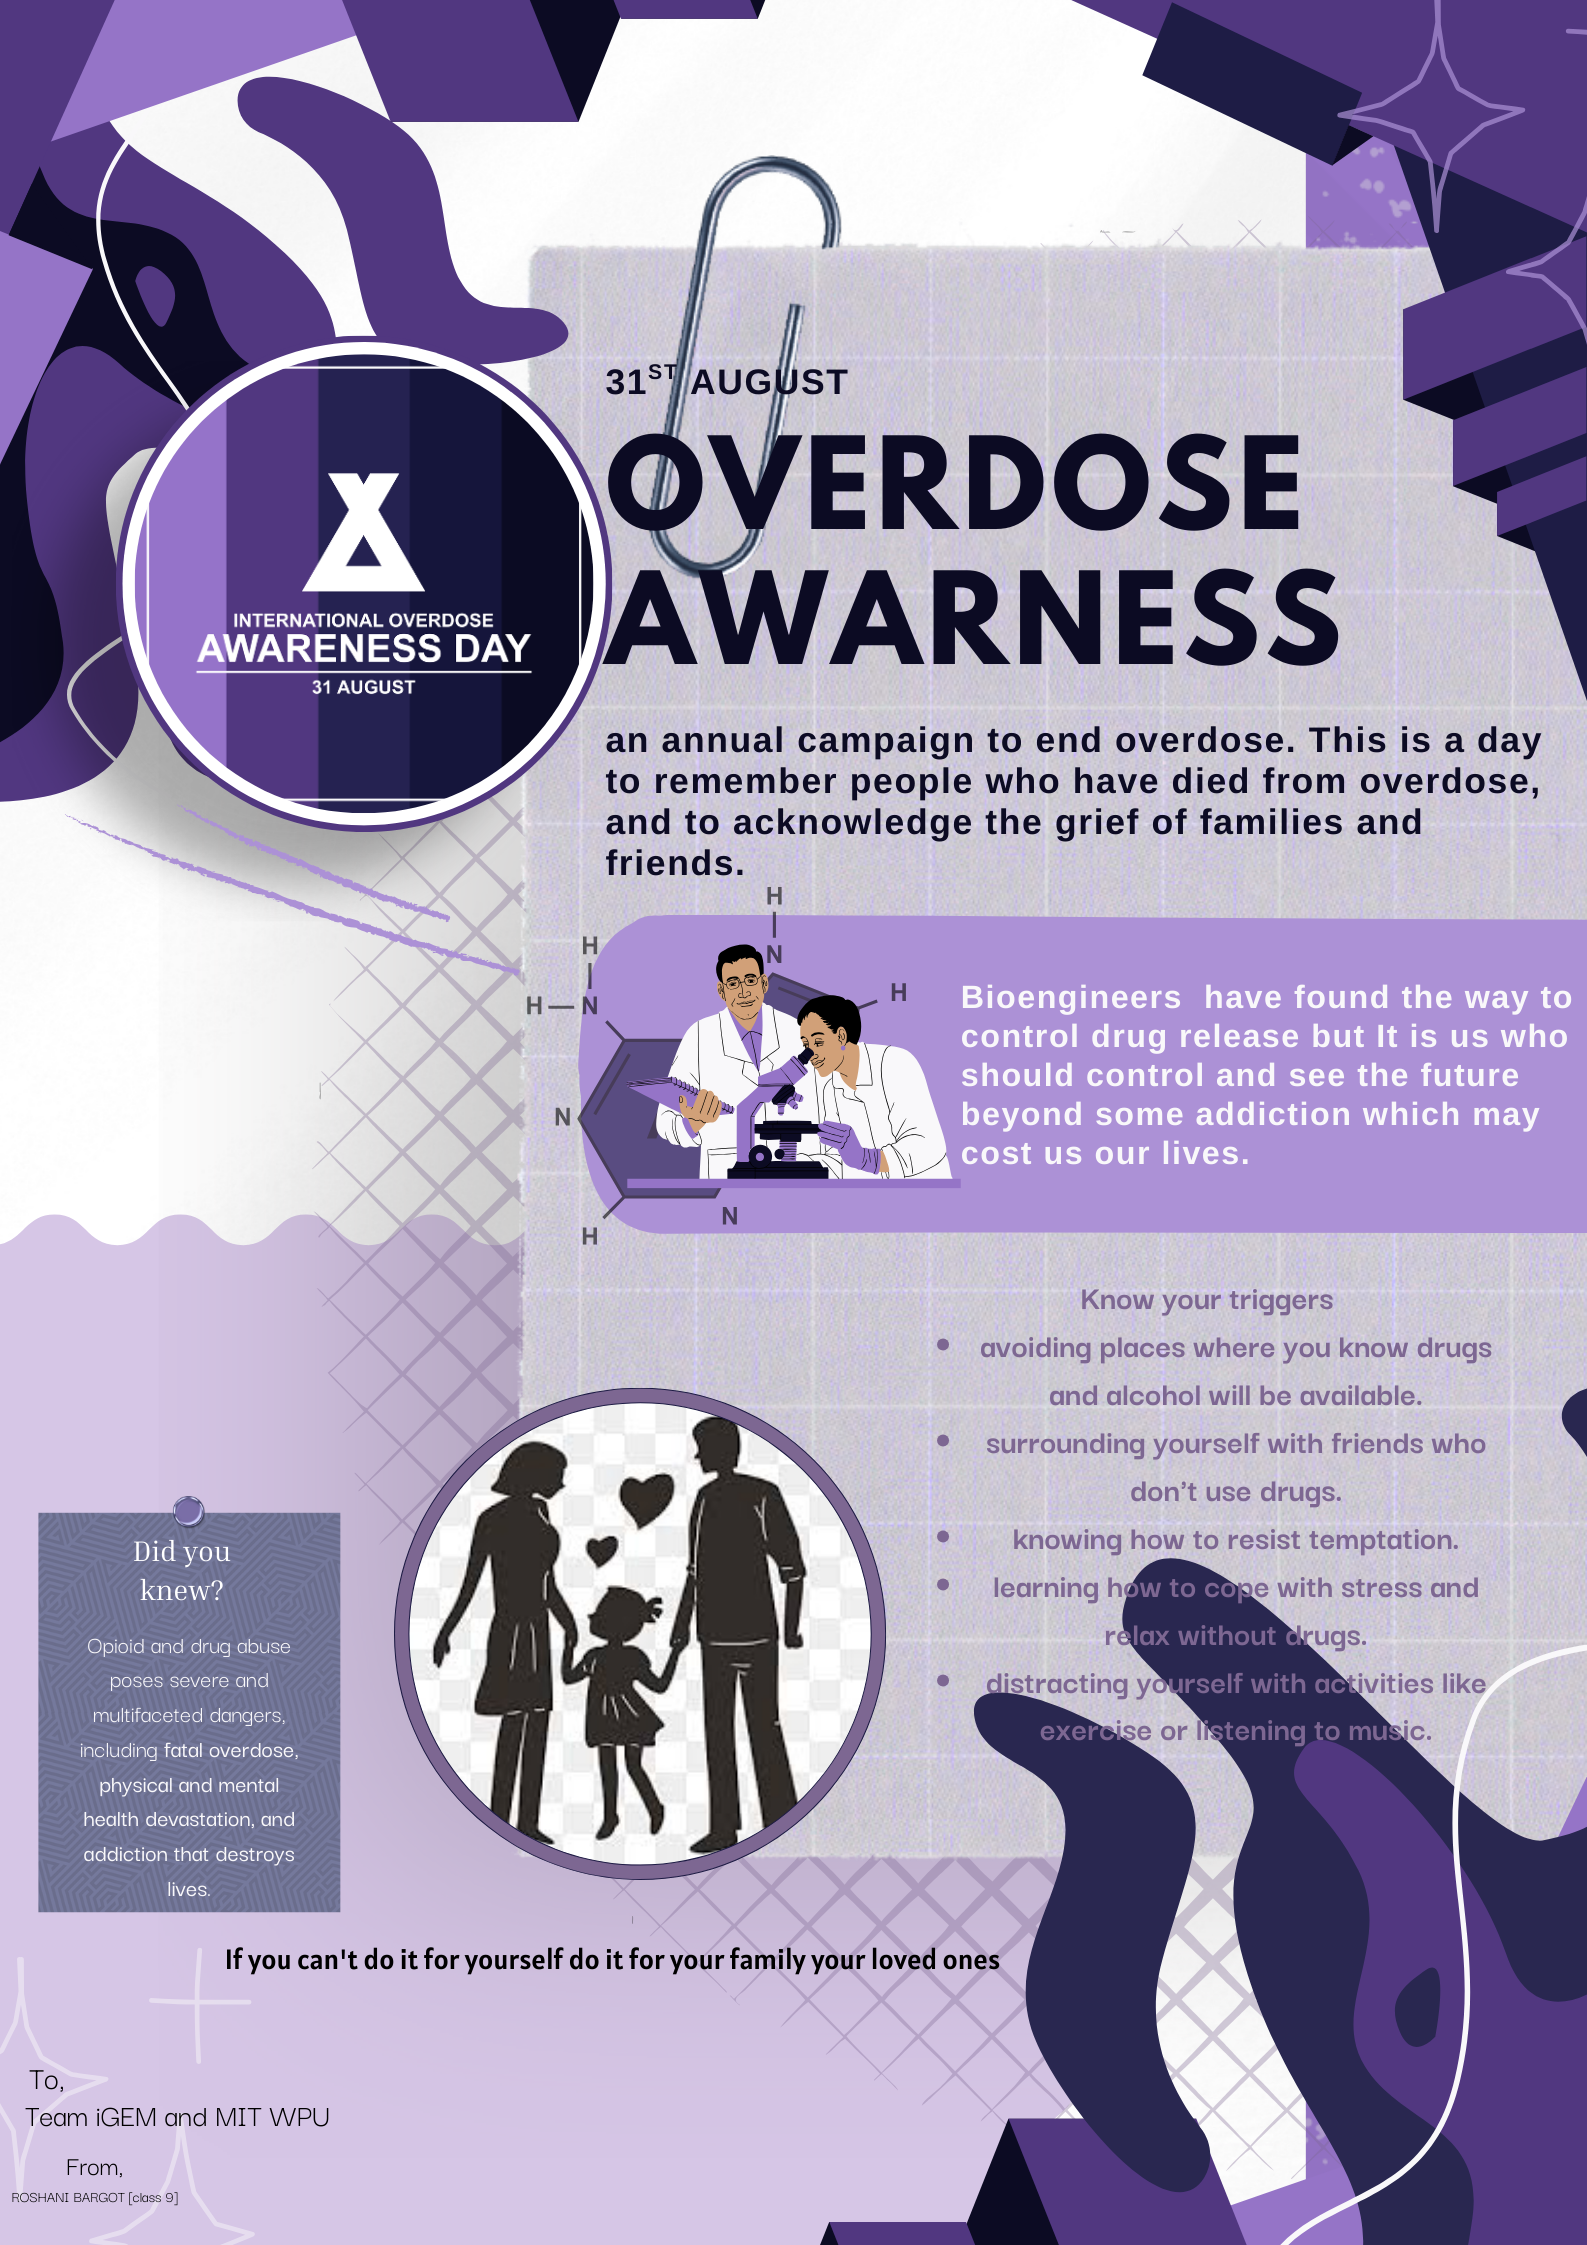 31ST AUGUST
OVERDOSE
AWARNESS
INTERNATIONAL OVERDOSE
AWARENESS DAY
31 AUGUST
an annual campaign to end overdose. This is a day
to remember people who have died from overdose,
and to acknowledge the grief of families and
friends.
H
N
H
H—N
H
N
H
N
Bioengineers  have found the way to
control drug release but It is us who
should control and see the future
beyond some addiction which may
cost us our lives.
Know your triggers
• avoiding places where you know drugs
and alcohol will be available.
• surrounding yourself with friends who
don’t use drugs.
• knowing how to resist temptation.
• learning how to cope with stress and
relax without drugs.
• distracting yourself with activities like
exercise or listening to music.
Did you
knew?
Opioid and drug abuse
poses severe and
multifaceted dangers,
including fatal overdose,
physical and mental
health devastation, and
addiction that destroys
lives.
If you can't do it for yourself do it for your family your loved ones
To,
Team iGEM and MIT WPU
From,
ROSHANI BARGOT [class 9]